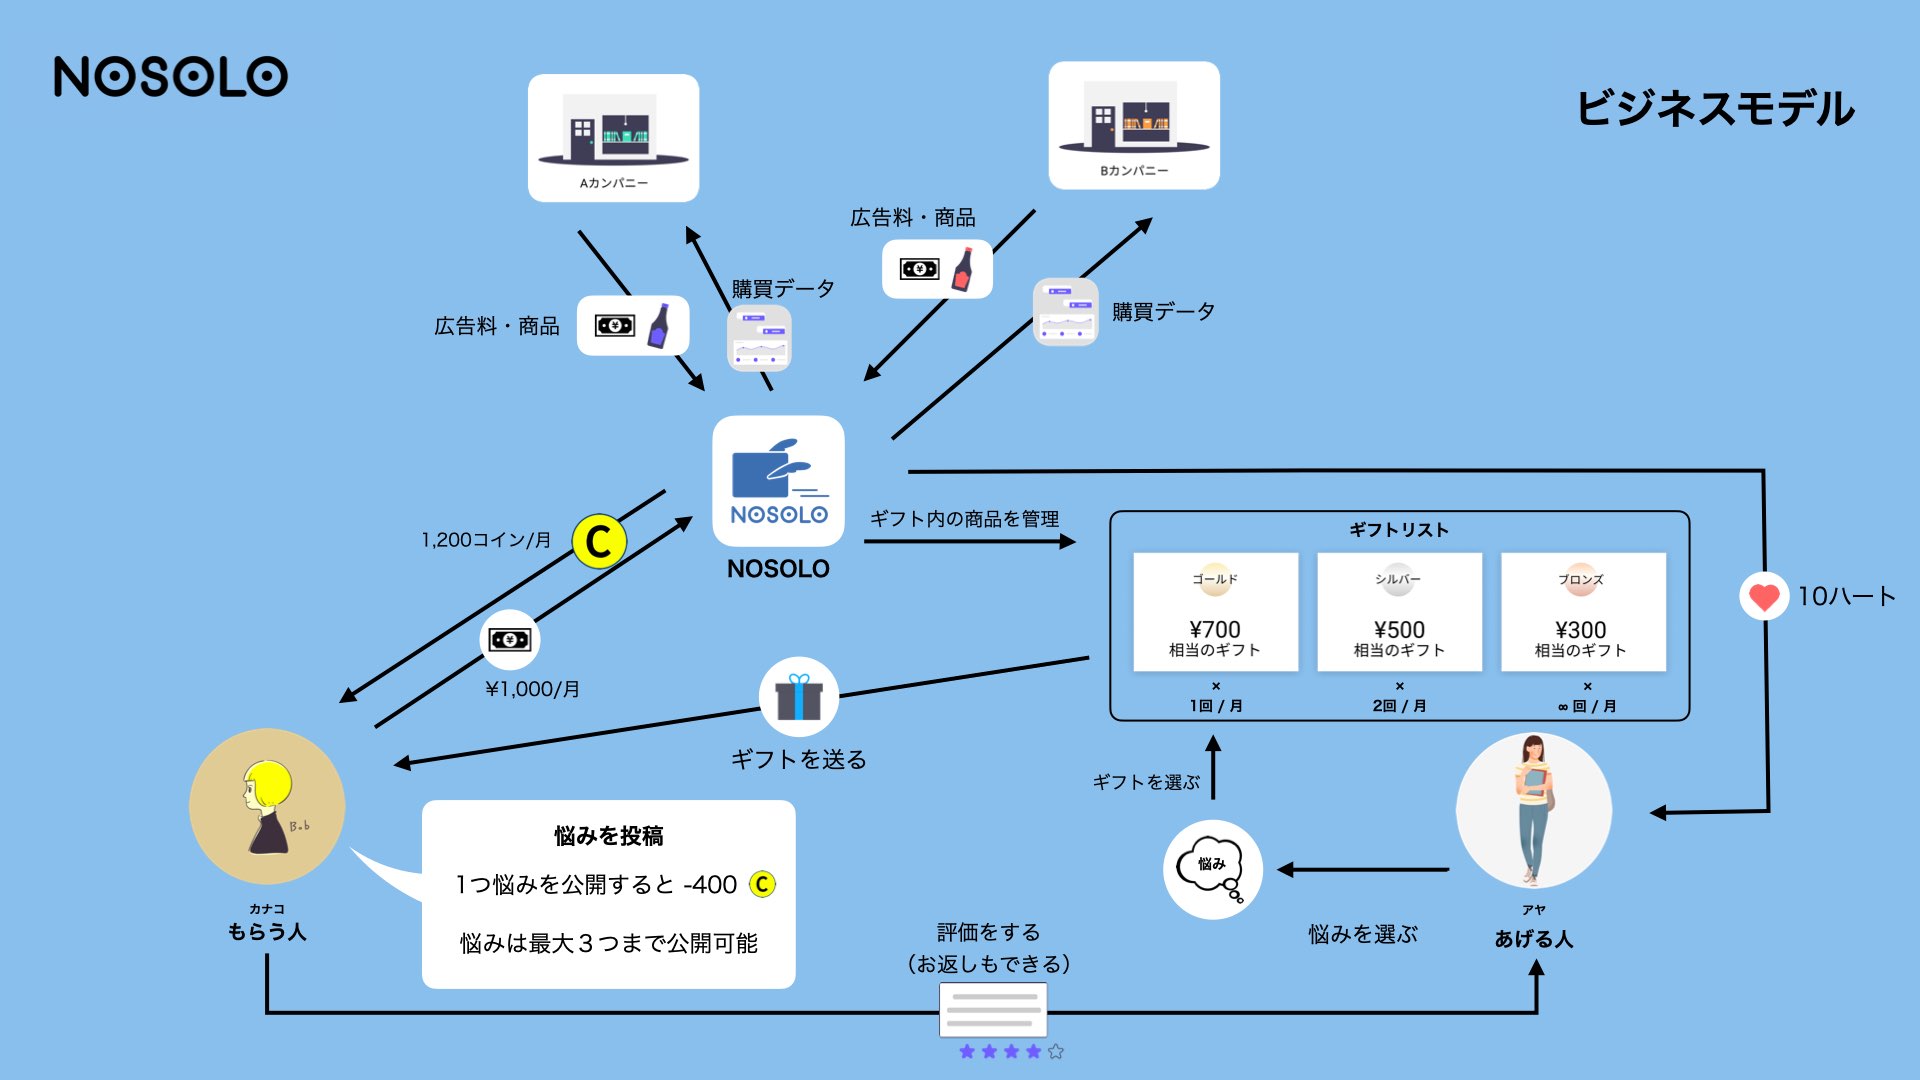 NOSOLO
ビジネスモデル
Aカンパニー
Bカンパニー
広告料・商品
購買データ
広告料・商品
購買データ
NOSOLO
NOSOLO
1,200コイン/月
C
¥1,000/月
ギフト内の商品を管理
ギフトリスト
ゴールド
¥700
相当のギフト
×
1回 / 月
シルバー
¥500
相当のギフト
×
2回 / 月
ブロンズ
¥300
相当のギフト
×
∞ 回 / 月
10ハート
ギフトを送る
ギフトを選ぶ
悩み
悩みを選ぶ
アヤ
あげる人
Bob
カナコ
もらう人
悩みを投稿
1つ悩みを公開すると -400 C
悩みは最大３つまで公開可能
評価をする
（お返しもできる）